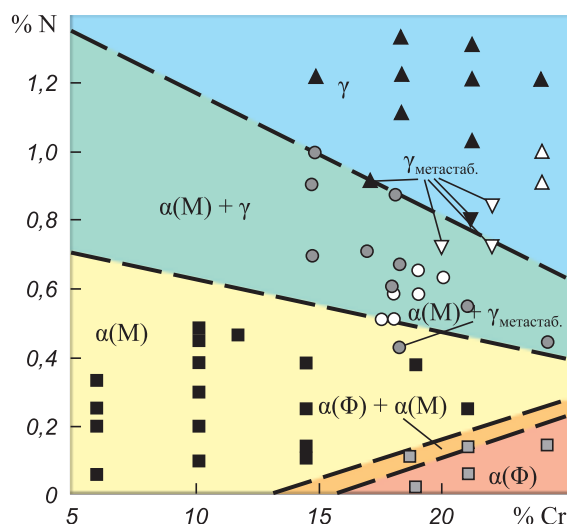 % N
1,2
1,0
0,8
0,6
0,4
0,2
0
γ
γметастаб.
α(M) + γ
α(M) + γметастаб.
α(M)
α(Φ) + α(M)
α(Φ)
5
10
15
20
% Cr